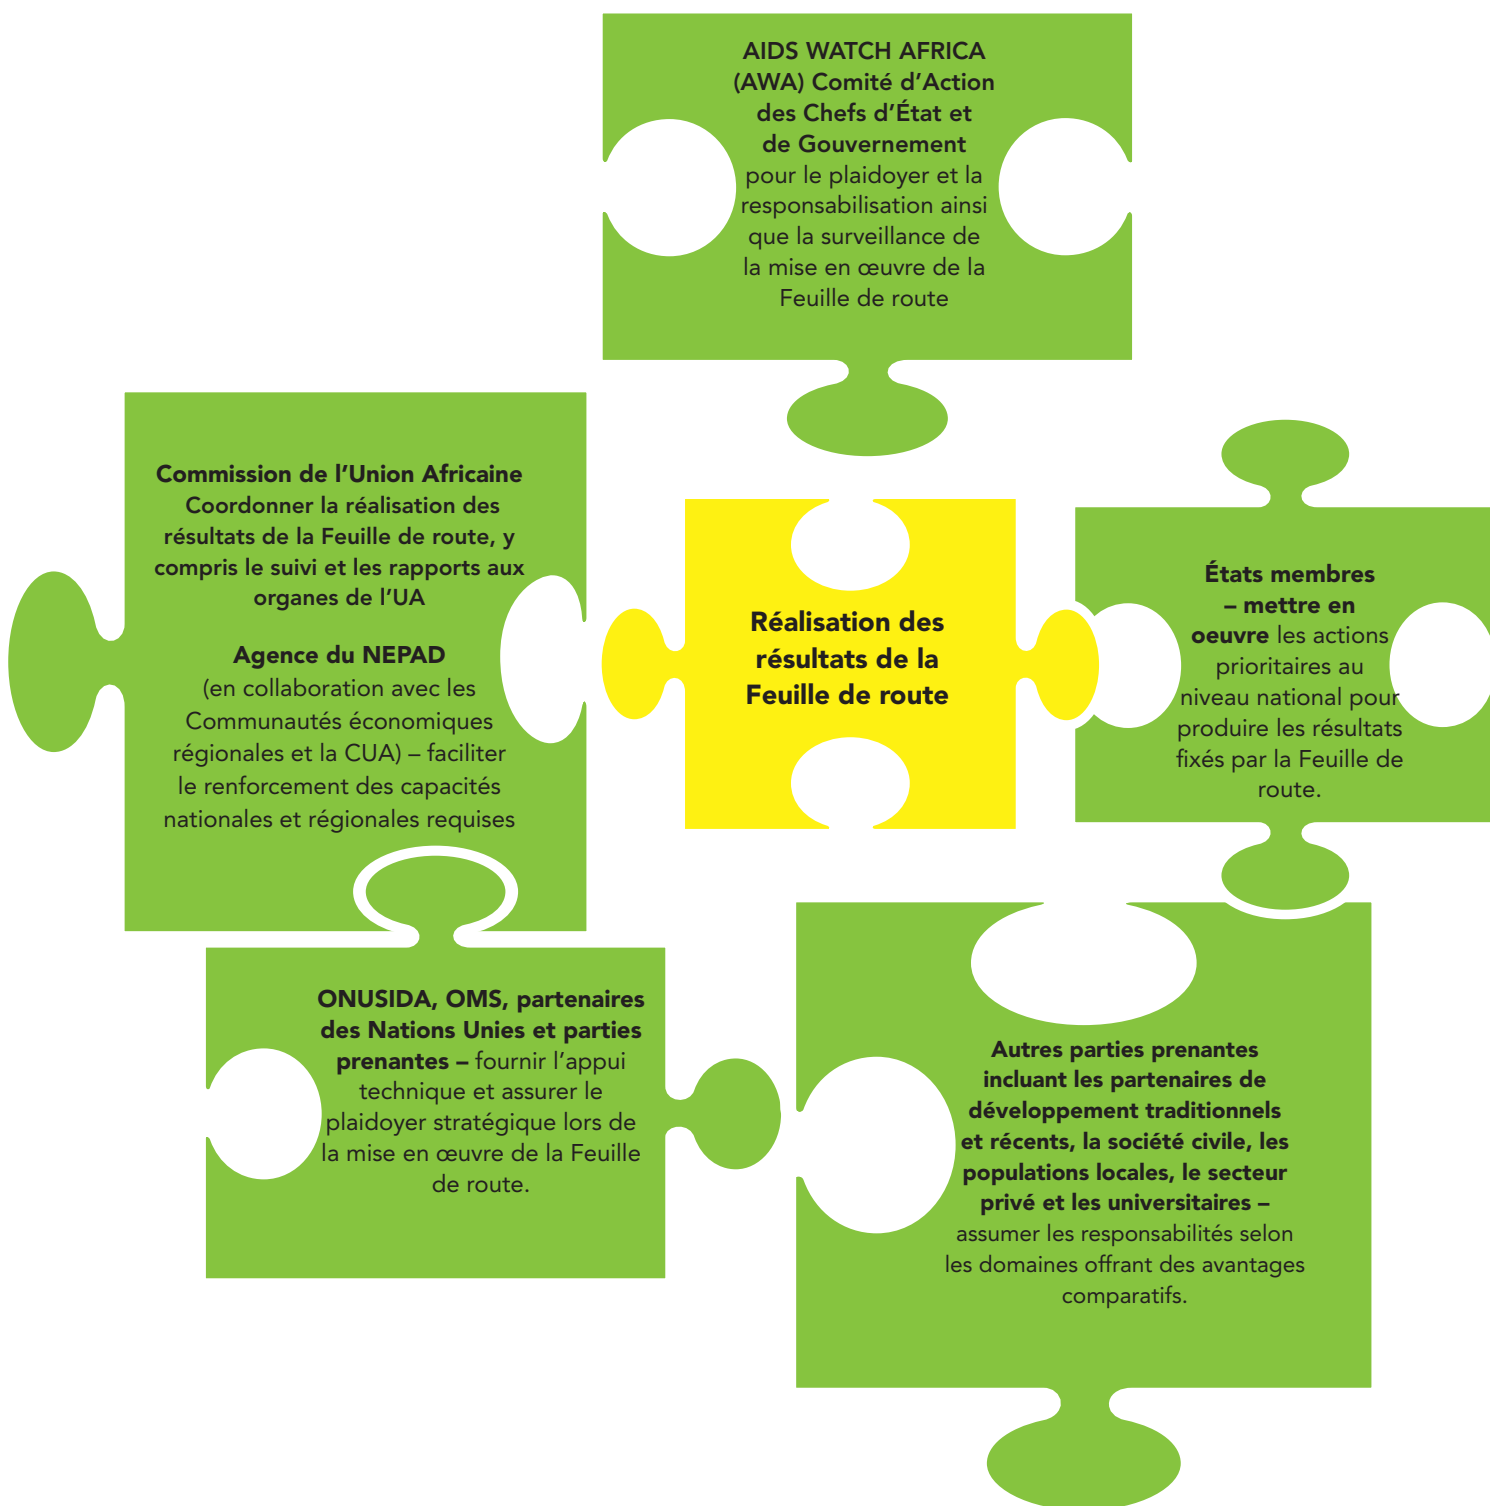 AIDS WATCH AFRICA
(AWA) Comité d’Action
des Chefs d’État et
de Gouvernement
pour le plaidoyer et la
responsabilisation ainsi
que la surveillance de
la mise en œuvre de la
Feuille de route
Commission de l’Union Africaine
Coordonner la réalisation des
résultats de la Feuille de route, y
compris le suivi et les rapports aux
organes de l’UA
Agence du NEPAD
(en collaboration avec les
Communautés économiques
régionales et la CUA) – faciliter
le renforcement des capacités
nationales et régionales requises
Réalisation des
résultats de la
Feuille de route
États membres
– mettre en
oeuvre les actions
prioritaires au
niveau national pour
produire les résultats
fixés par la Feuille de
route.
ONUSIDA, OMS, partenaires
des Nations Unies et parties
prenantes – fournir l’appui
technique et assurer le
plaidoyer stratégique lors de
la mise en œuvre de la Feuille
de route.
Autres parties prenantes
incluant les partenaires de
développement traditionnels
et récents, la société civile, les
populations locales, le secteur
privé et les universitaires –
assumer les responsabilités selon
les domaines offrant des avantages
comparatifs.